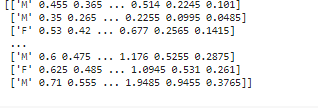 [['M' 0.455 0.365 ... 0.514 0.2245 0.101]
['M' 0.35 0.265 ... 0.2255 0.0995 0.0485]
['F' 0.53 0.42 ... 0.677 0.2565 0.1415]
...
['M' 0.6 0.475 ... 1.176 0.5255 0.2875]
['F' 0.625 0.485 ... 1.0945 0.531 0.261]
['M' 0.71 0.555 ... 1.9485 0.9455 0.3765]]